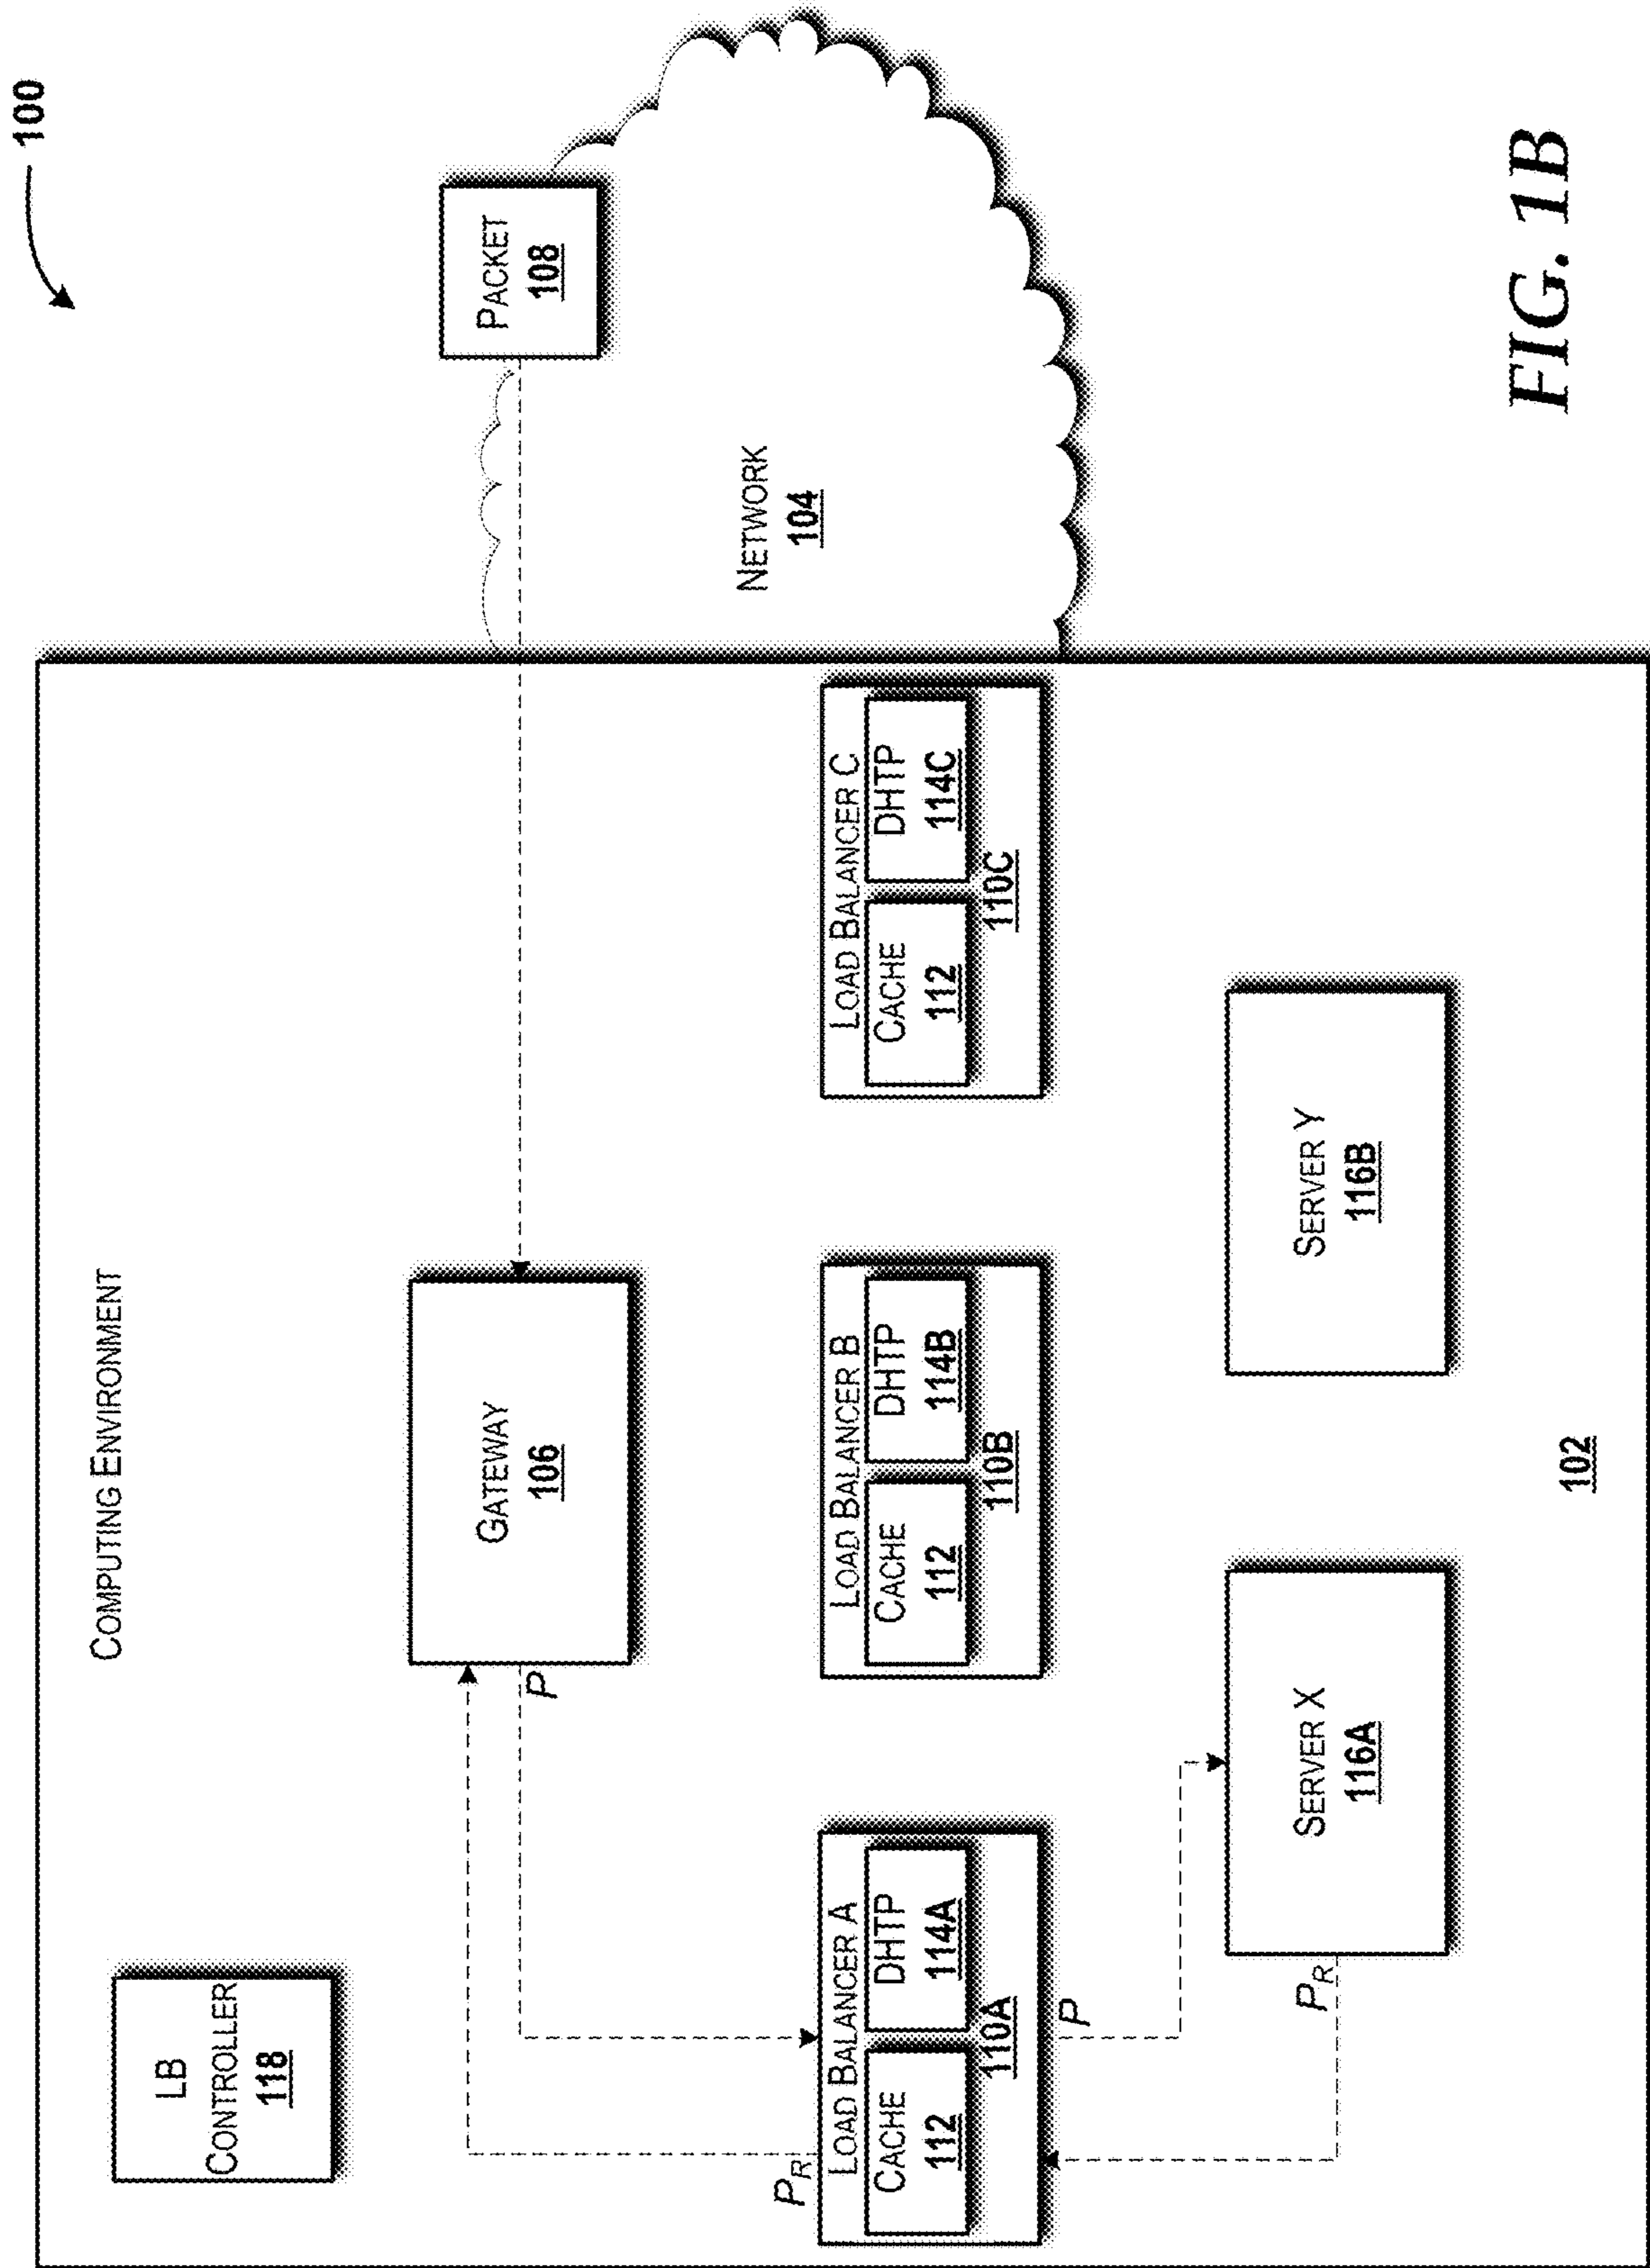 100
COMPUTING ENVIRONMENT
LB
CONTROLLER
118
GATEWAY
106
PACKET
108
P
NETWORK
104
P_R
LOAD BALANCER A
CACHE
112
DHTP
114A
110A
LOAD BALANCER B
CACHE
112
DHTP
114B
110B
LOAD BALANCER C
CACHE
112
DHTP
114C
110C
P
SERVER X
116A
SERVER Y
116B
P_R
102
FIG. 1B